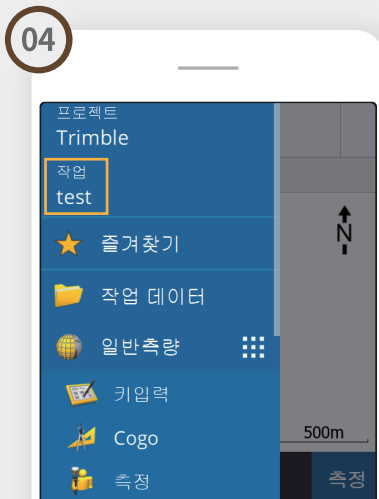 04
프로젝트
Trimble
작업
test
즐겨찾기
작업 데이터
일반측량
키입력
Cogo
측정
N
500m
측정